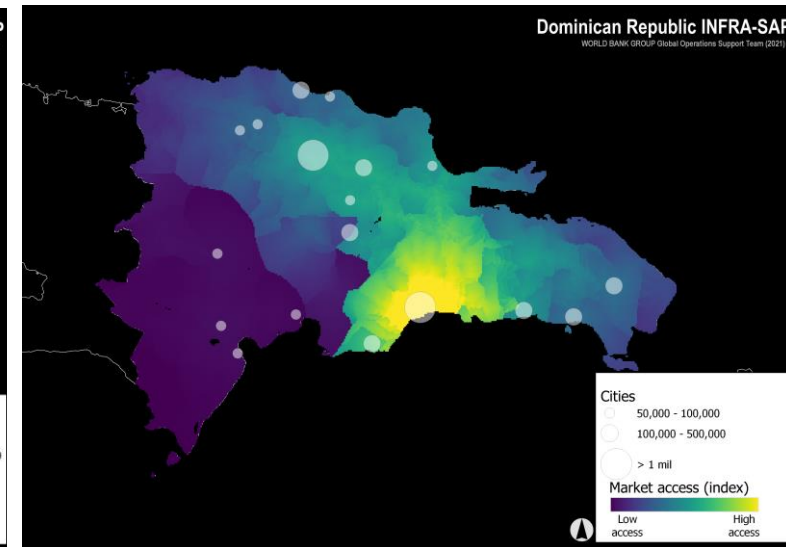 Dominican Republic INFRA-SAP
WORLD BANK GROUP Global Operations Support Team (2021)
Cities
50,000 - 100,000
100,000 - 500,000
> 1 mil
Market access (index)
Low access
High access